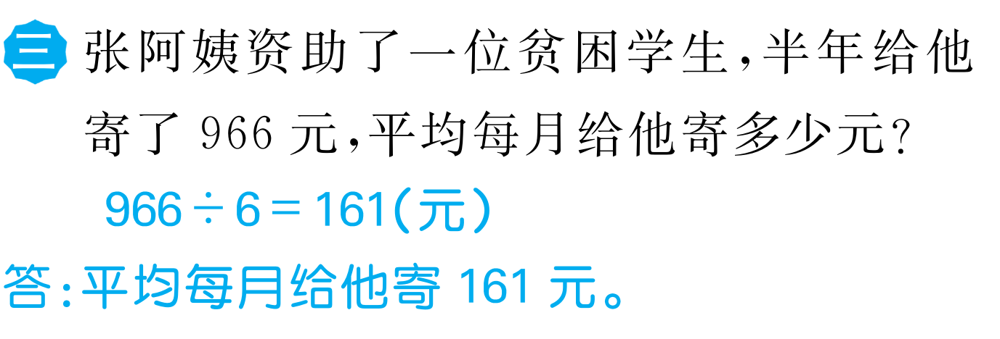 三 张阿姨资助了一位贫困学生,半年给他
寄了 966 元,平均每月给他寄多少元?
966÷6=161(元)
答:平均每月给他寄 161 元。